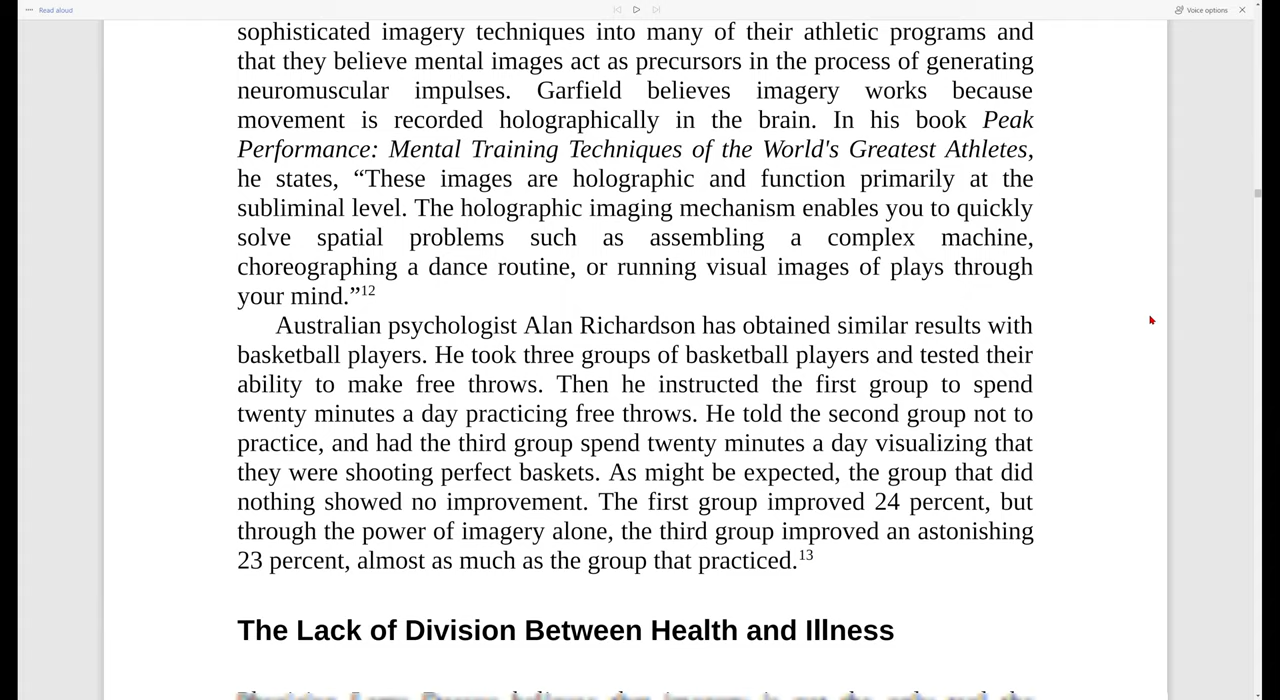 Read aloud
Voice options
sophisticated imagery techniques into many of their athletic programs and
that they believe mental images act as precursors in the process of generating
neuromuscular impulses. Garfield believes imagery works because
movement is recorded holographically in the brain. In his book Peak
Performance: Mental Training Techniques of the World's Greatest Athletes,
he states, “These images are holographic and function primarily at the
subliminal level. The holographic imaging mechanism enables you to quickly
solve spatial problems such as assembling a complex machine,
choreographing a dance routine, or running visual images of plays through
your mind.”12
Australian psychologist Alan Richardson has obtained similar results with
basketball players. He took three groups of basketball players and tested their
ability to make free throws. Then he instructed the first group to spend
twenty minutes a day practicing free throws. He told the second group not to
practice, and had the third group spend twenty minutes a day visualizing that
they were shooting perfect baskets. As might be expected, the group that did
nothing showed no improvement. The first group improved 24 percent, but
through the power of imagery alone, the third group improved an astonishing
23 percent, almost as much as the group that practiced.13
The Lack of Division Between Health and Illness